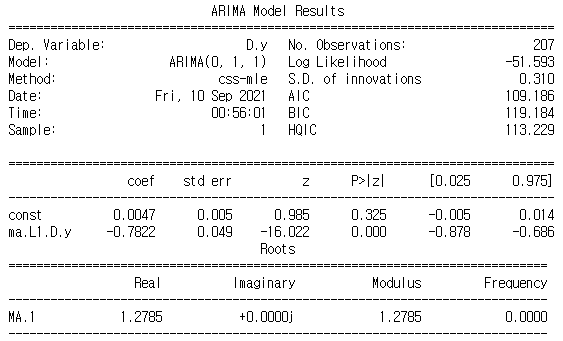 ARIMA Model Results
==============================================================================
Dep. Variable: D.y No. Observations: 207
Model: ARIMA(0, 1, 1) Log Likelihood -51.593
Method: css-mle S.D. of innovations 0.310
Date: Fri, 10 Sep 2021 AIC 109.186
Time: 00:56:01 BIC 119.184
Sample: 1 HQIC 113.229
==============================================================================
coef std err z P>|z| [0.025 0.975]
------------------------------------------------------------------------------
const 0.0047 0.005 0.985 0.325 -0.005 0.014
ma.L1.D.y -0.7822 0.049 -16.022 0.000 -0.878 -0.686
Roots
=============================================================================
Real Imaginary Modulus Frequency
-----------------------------------------------------------------------------
MA.1 1.2785 +0.0000j 1.2785 0.0000
-----------------------------------------------------------------------------